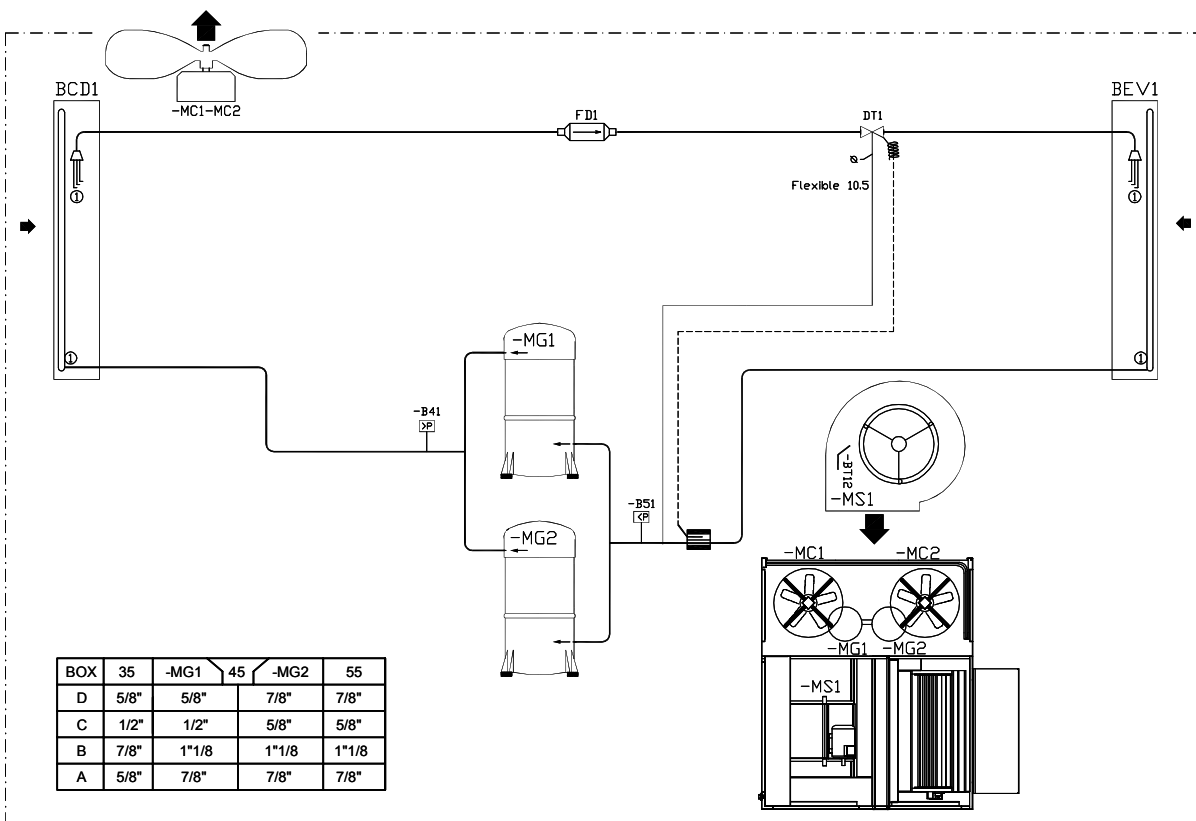 BCD1
-MC1-MC2
FD1
DT1
BEV1
ø
Flexible 10.5
1
1
1
1
-MG1
-B41
>P
-B51
<P
-MG2
-BT12
-MS1
-MC1
-MC2
-MG1
-MG2
-MS1
BOX 35 -MG1 45 -MG2 55
D 5/8" 5/8" 7/8" 7/8"
C 1/2" 1/2" 5/8" 5/8"
B 7/8" 1"1/8 1"1/8 1"1/8
A 5/8" 7/8" 7/8" 7/8"